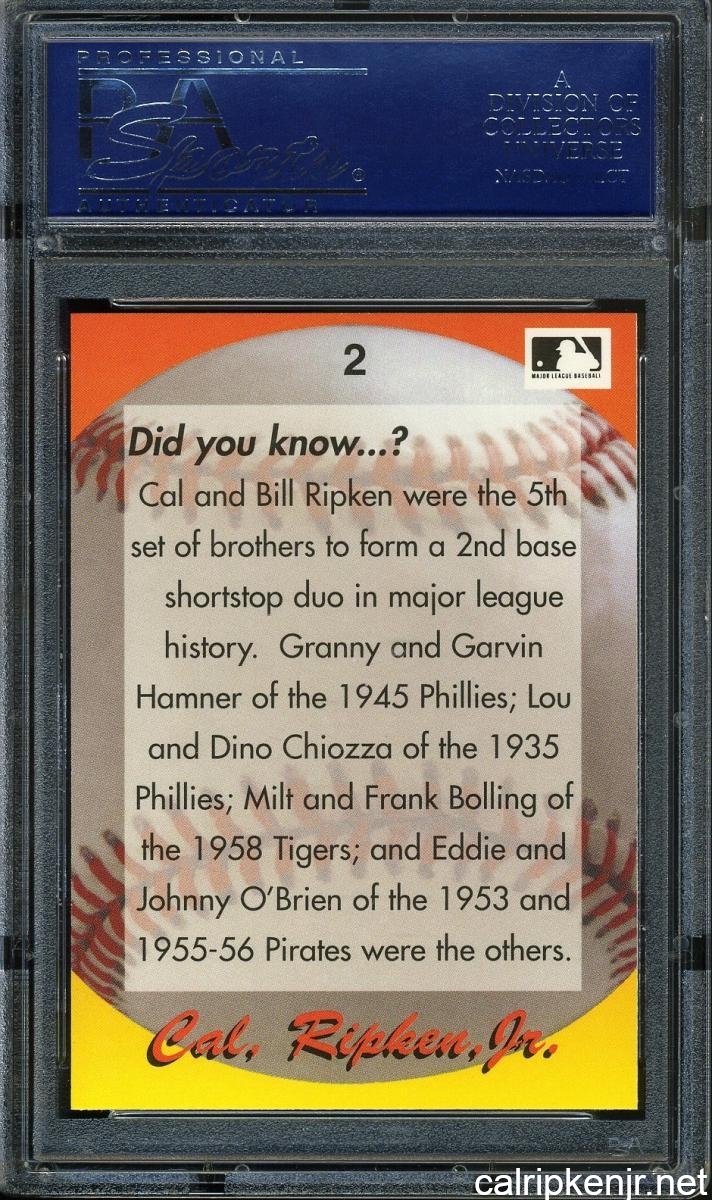 PROFESSIONAL
PSA
Sports
®
AUTHENTICATOR
A
DIVISION OF
COLLECTORS
UNIVERSE
2
MAJOR LEAGUE BASEBALL
Did you know...?
Cal and Bill Ripken were the 5th
set of brothers to form a 2nd base
shortstop duo in major league
history. Granny and Garvin
Hamner of the 1945 Phillies; Lou
and Dino Chiozza of the 1935
Phillies; Milt and Frank Bolling of
the 1958 Tigers; and Eddie and
Johnny O'Brien of the 1953 and
1955-56 Pirates were the others.
Cal, Ripken, Jr.
PSA
calripkenjr.net